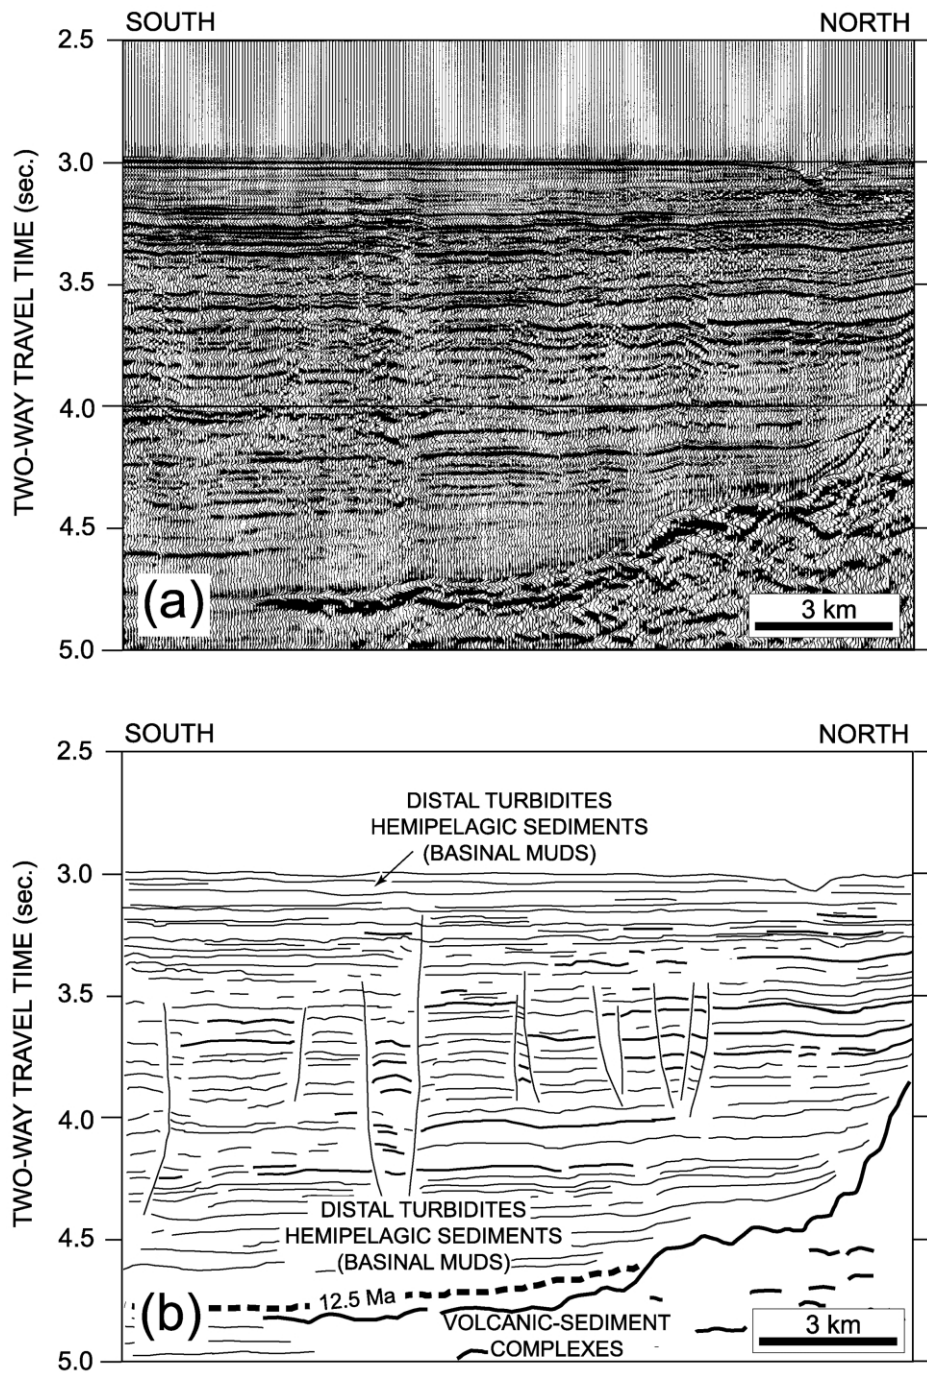 SOUTH NORTH
2.5
3.0
3.5
4.0
4.5
5.0
TWO-WAY TRAVEL TIME (sec.)
(a)
3 km
SOUTH NORTH
2.5
3.0
3.5
4.0
4.5
5.0
TWO-WAY TRAVEL TIME (sec.)
DISTAL TURBIDITES
HEMIPELAGIC SEDIMENTS
(BASINAL MUDS)
DISTAL TURBIDITES
HEMIPELAGIC SEDIMENTS
(BASINAL MUDS)
12.5 Ma
(b)
VOLCANIC-SEDIMENT
COMPLEXES
3 km